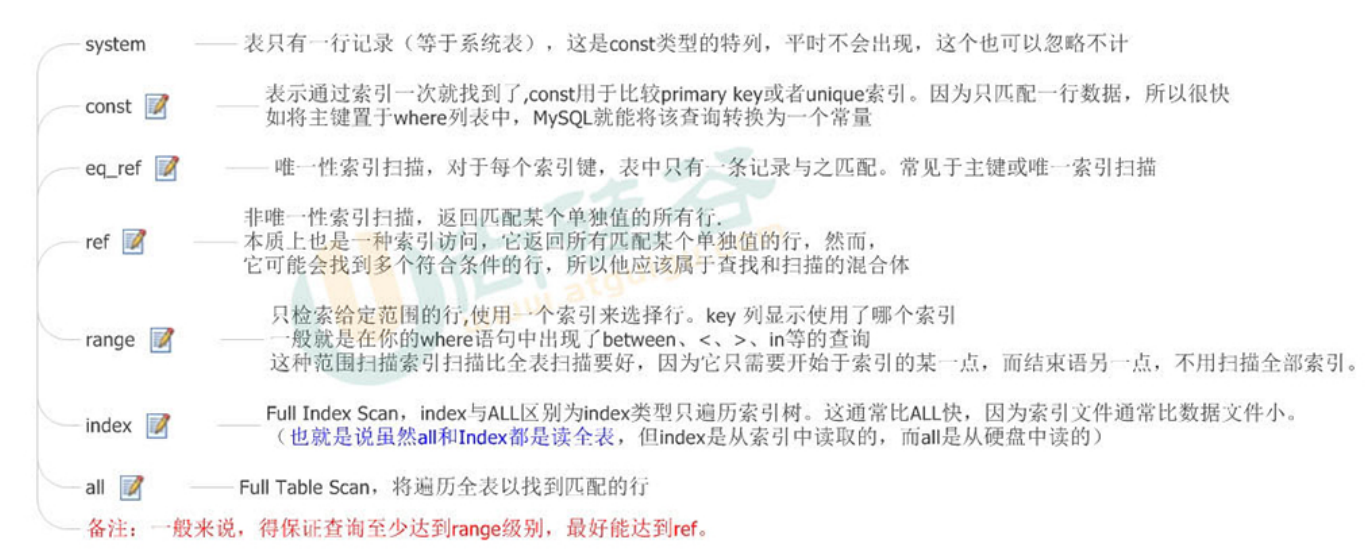 system 表只有一行记录（等于系统表），这是const类型的特列，平时不会出现，这个也可以忽略不计
const 表示通过索引一次就找到了,const用于比较primary key或者unique索引。因为只匹配一行数据，所以很快
如将主键置于where列表中，MySQL就能将该查询转换为一个常量
eq_ref 唯一性索引扫描，对于每个索引键，表中只有一条记录与之匹配。常见于主键或唯一索引扫描
ref 非唯一性索引扫描，返回匹配某个单独值的所有行.
本质上也是一种索引访问，它返回所有匹配某个单独值的行，然而，
它可能会找到多个符合条件的行，所以他应该属于查找和扫描的混合体
range 只检索给定范围的行,使用一个索引来选择行。key 列显示使用了哪个索引
一般就是在你的where语句中出现了between、<、>、in等的查询
这种范围扫描索引扫描比全表扫描要好，因为它只需要开始于索引的某一点，而结束语另一点，不用扫描全部索引。
index Full Index Scan，index与ALL区别为index类型只遍历索引树。这通常比ALL快，因为索引文件通常比数据文件小。
（也就是说虽然all和Index都是读全表，但index是从索引中读取的，而all是从硬盘中读的）
all Full Table Scan，将遍历全表以找到匹配的行
备注：一般来说，得保证查询至少达到range级别，最好能达到ref。
尚硅谷